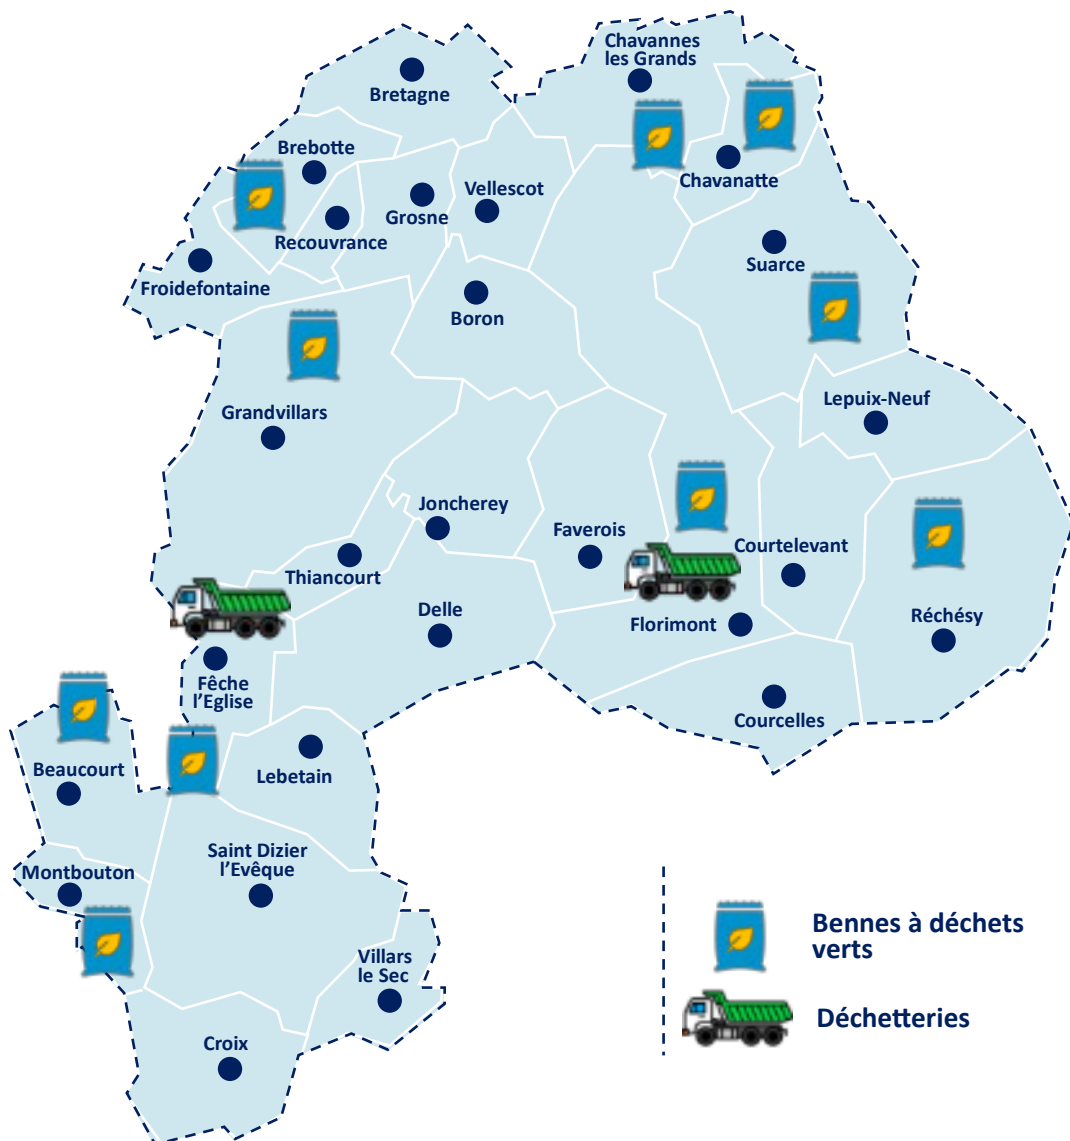 Chavannes
les Grands
Bretagne
Brebotte
Chavanatte
Vellescot
Grosne
Recouvrance
Suarce
Froidefontaine
Boron
Lepuix-Neuf
Grandvillars
Joncherey
Faverois
Courtelevant
Thiancourt
Delle
Florimont
Réchésy
Fêche
l'Eglise
Courcelles
Beaucourt
Lebetain
Saint Dizier
l'Evêque
Montbouton
Villars
le Sec
Croix
Bennes à déchets
verts
Déchetteries